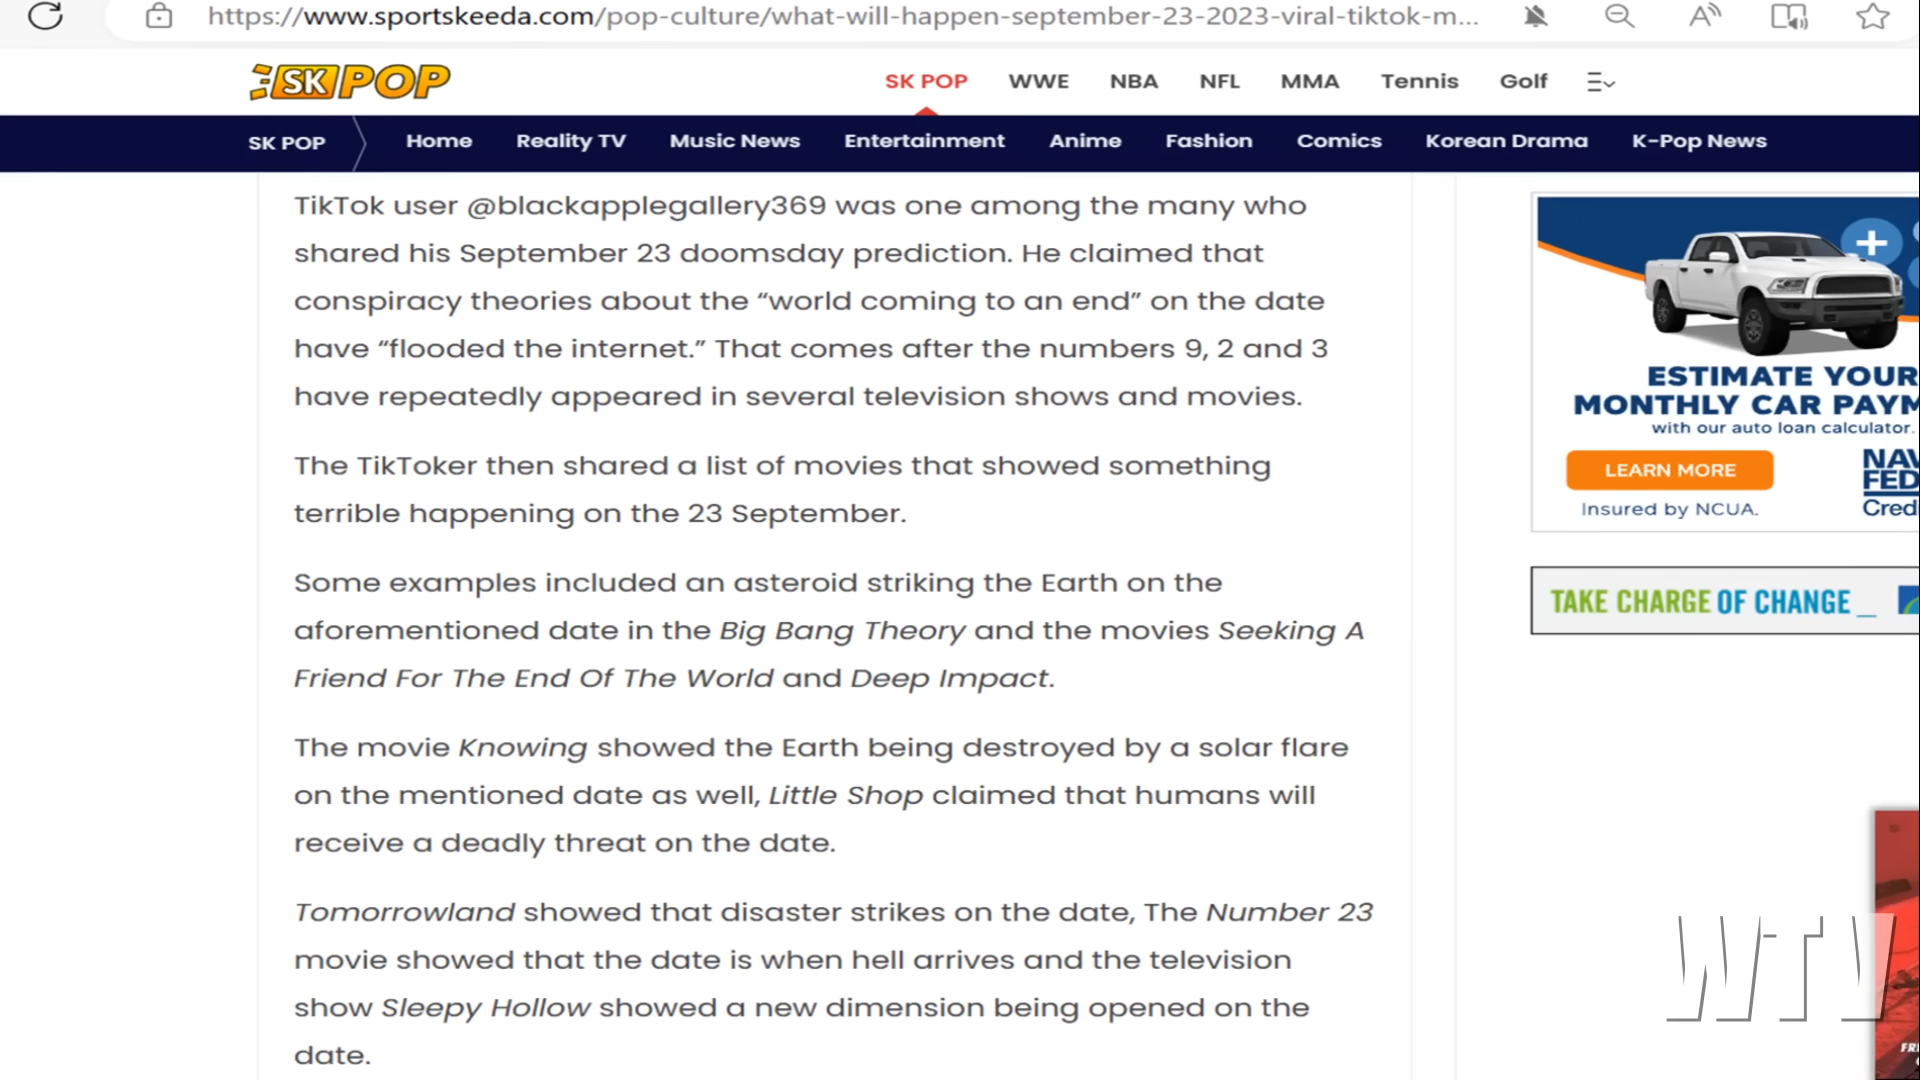 https://www.sportskeeda.com/pop-culture/what-will-happen-september-23-2023-viral-tiktok-m...
SK POP
SK POP WWE NBA NFL MMA Tennis Golf
SK POP Home Reality TV Music News Entertainment Anime Fashion Comics Korean Drama K-Pop News
TikTok user @blackapplegallery369 was one among the many who
shared his September 23 doomsday prediction. He claimed that
conspiracy theories about the “world coming to an end” on the date
have “flooded the internet.” That comes after the numbers 9, 2 and 3
have repeatedly appeared in several television shows and movies.
The TikToker then shared a list of movies that showed something
terrible happening on the 23 September.
Some examples included an asteroid striking the Earth on the
aforementioned date in the Big Bang Theory and the movies Seeking A
Friend For The End Of The World and Deep Impact.
The movie Knowing showed the Earth being destroyed by a solar flare
on the mentioned date as well, Little Shop claimed that humans will
receive a deadly threat on the date.
Tomorrowland showed that disaster strikes on the date, The Number 23
movie showed that the date is when hell arrives and the television
show Sleepy Hollow showed a new dimension being opened on the
date.
ESTIMATE YOUR
MONTHLY CAR PAYM
with our auto loan calculator.
LEARN MORE
Insured by NCUA.
NAV
FED
Cred
TAKE CHARGE OF CHANGE _
WTV
FR